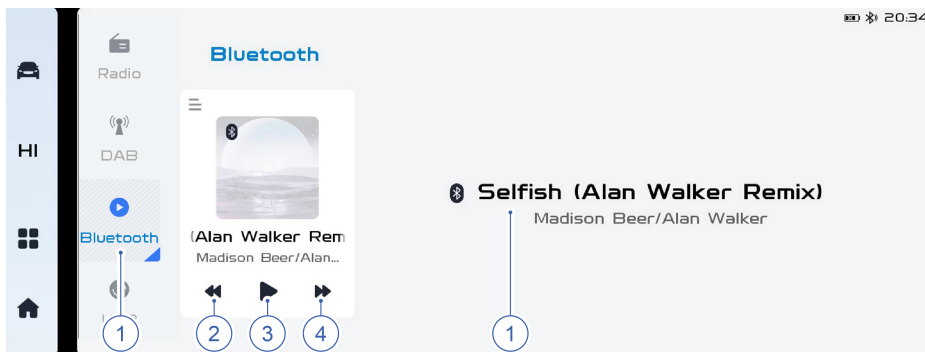 20:34
Radio
Bluetooth
HI
DAB
Bluetooth
(Alan Walker Rem
Madison Beer/Alan...
Selfish (Alan Walker Remix)
Madison Beer/Alan Walker
1
2
3
4
1